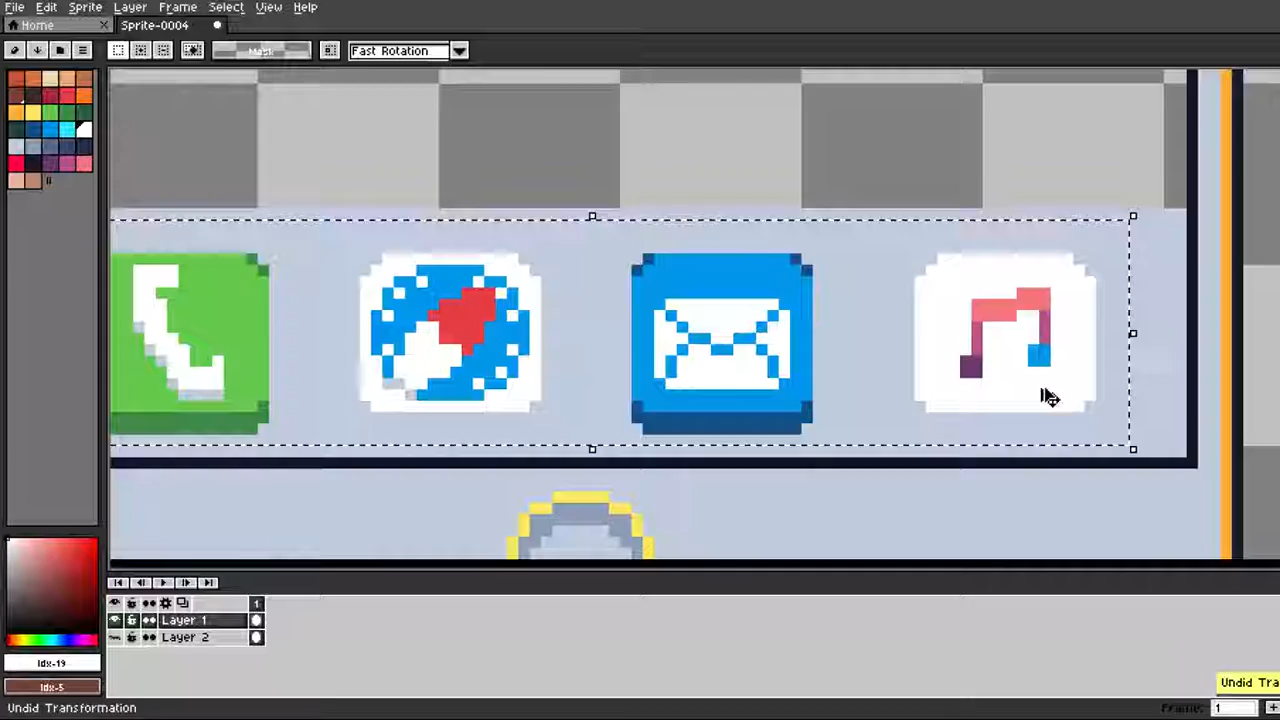 File Edit Sprite Layer Frame Select View Help
Home Sprite-0004
Mask Fast Rotation
1
Layer 1
Layer 2
Idx-19
Idx-5
Undid Tra
Undid Transformation Frame: 1